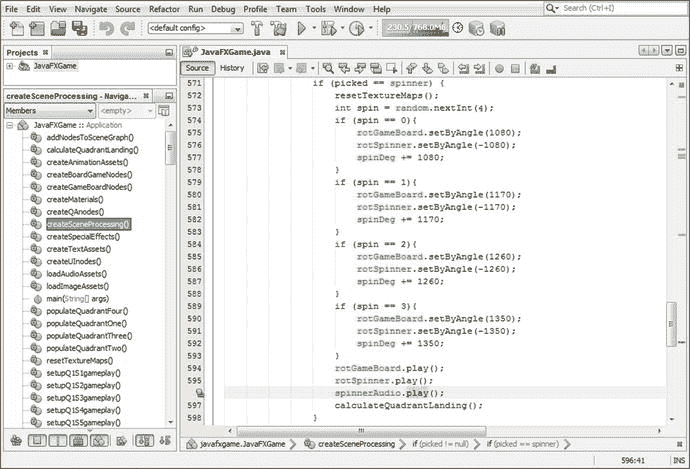 File Edit View Navigate Source Refactor Run Debug Profile Team Tools Window Help
Search (Ctrl+I)
<default config>
230.5/768.0MB
Projects
JavaFXGame
createSceneProcessing - Naviga...
Members
<empty>
JavaFXGame :: Application
addNodesToSceneGraph()
calculateQuadrantLanding()
createAnimationAssets()
createBoardGameNodes()
createGameBoardNodes()
createMaterials()
createQAnodes()
createSceneProcessing()
createSpecialEffects()
createTextAssets()
createUInodes()
loadAudioAssets()
loadImageAssets()
main(String[] args)
populateQuadrantFour()
populateQuadrantOne()
populateQuadrantThree()
populateQuadrantTwo()
resetTextureMaps()
setupQ1S1gameplay()
setupQ1S2gameplay()
setupQ1S3gameplay()
setupQ1S4gameplay()
setupQ1S5gameplay()
JavaFXGame.java
Source History
571 if (picked == spinner) {
572 resetTextureMaps();
573 int spin = random.nextInt(4);
574 if (spin == 0){
575 rotGameBoard.setByAngle(1080);
576 rotSpinner.setByAngle(-1080);
577 spinDeg += 1080;
578 }
579 if (spin == 1){
580 rotGameBoard.setByAngle(1170);
581 rotSpinner.setByAngle(-1170);
582 spinDeg += 1170;
583 }
584 if (spin == 2){
585 rotGameBoard.setByAngle(1260);
586 rotSpinner.setByAngle(-1260);
587 spinDeg += 1260;
588 }
589 if (spin == 3){
590 rotGameBoard.setByAngle(1350);
591 rotSpinner.setByAngle(-1350);
592 spinDeg += 1350;
593 }
594 rotGameBoard.play();
595 rotSpinner.play();
spinnerAudio.play();
597 calculateQuadrantLanding();
598 }
javafxgame.JavaFXGame createSceneProcessing if (picked != null) if (picked == spinner)
596:41 INS